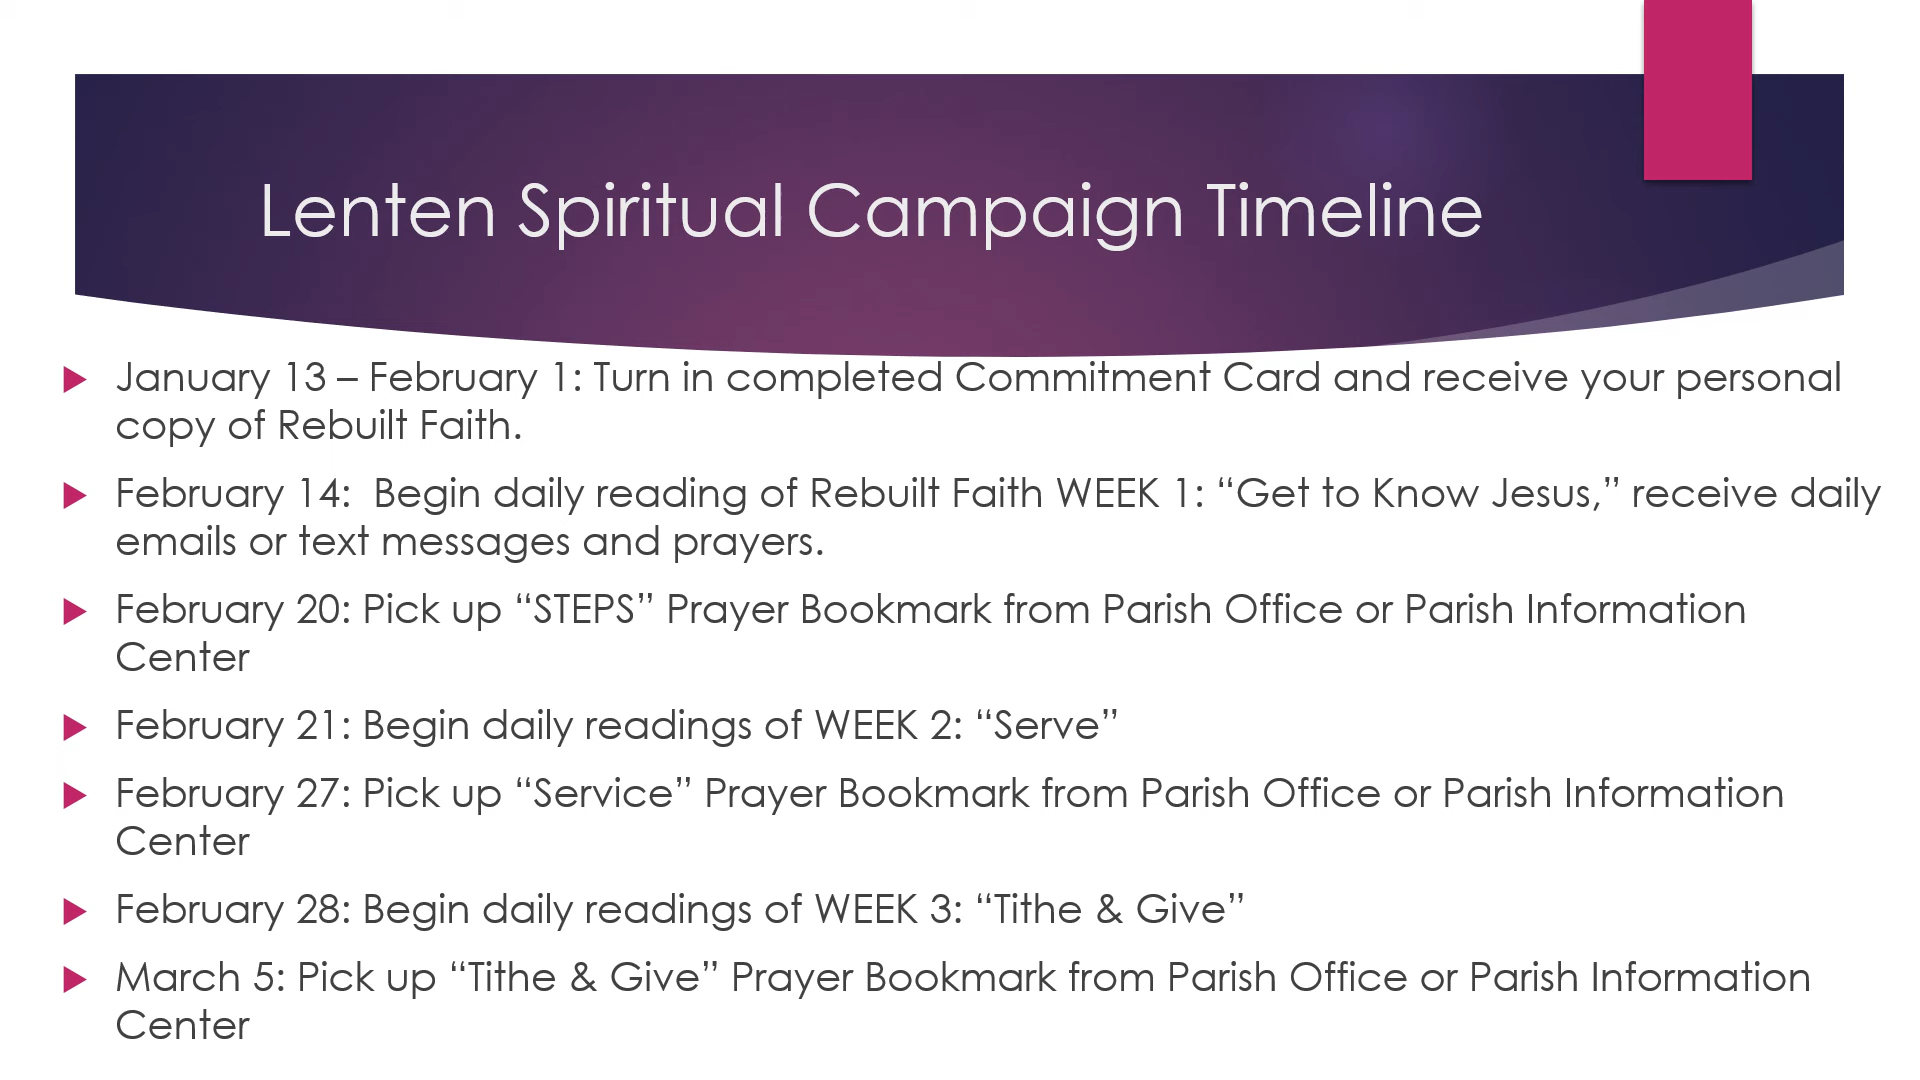 Lenten Spiritual Campaign Timeline
January 13 – February 1: Turn in completed Commitment Card and receive your personal
copy of Rebuilt Faith.
February 14:  Begin daily reading of Rebuilt Faith WEEK 1: “Get to Know Jesus,” receive daily
emails or text messages and prayers.
February 20: Pick up “STEPS” Prayer Bookmark from Parish Office or Parish Information
Center
February 21: Begin daily readings of WEEK 2: “Serve”
February 27: Pick up “Service” Prayer Bookmark from Parish Office or Parish Information
Center
February 28: Begin daily readings of WEEK 3: “Tithe & Give”
March 5: Pick up “Tithe & Give” Prayer Bookmark from Parish Office or Parish Information
Center